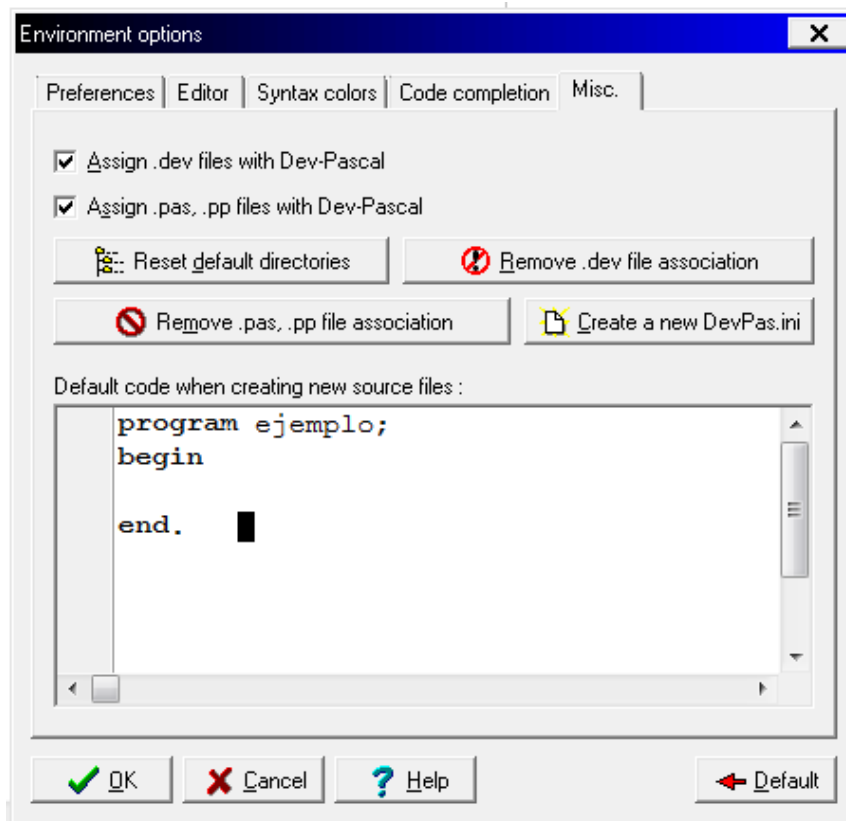 Environment options
Preferences Editor Syntax colors Code completion Misc.
Assign .dev files with Dev-Pascal
Assign .pas, .pp files with Dev-Pascal
Reset default directories Remove .dev file association
Remove .pas, .pp file association Create a new DevPas.ini
Default code when creating new source files :
program ejemplo;
begin
end.
OK Cancel Help Default